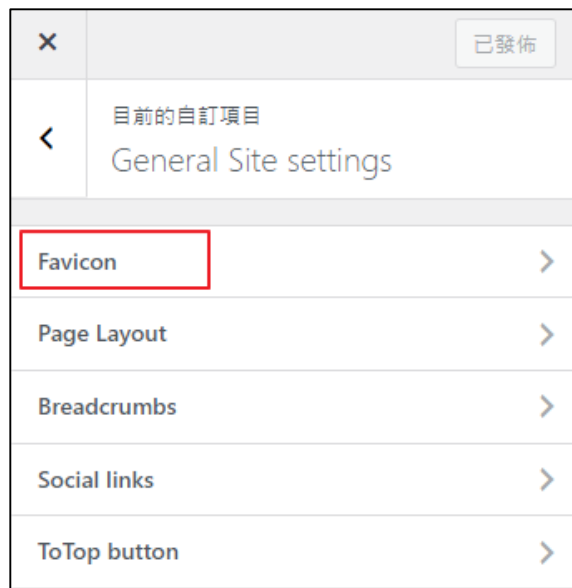 已發佈
目前的自訂項目
General Site settings
Favicon
Page Layout
Breadcrumbs
Social links
ToTop button